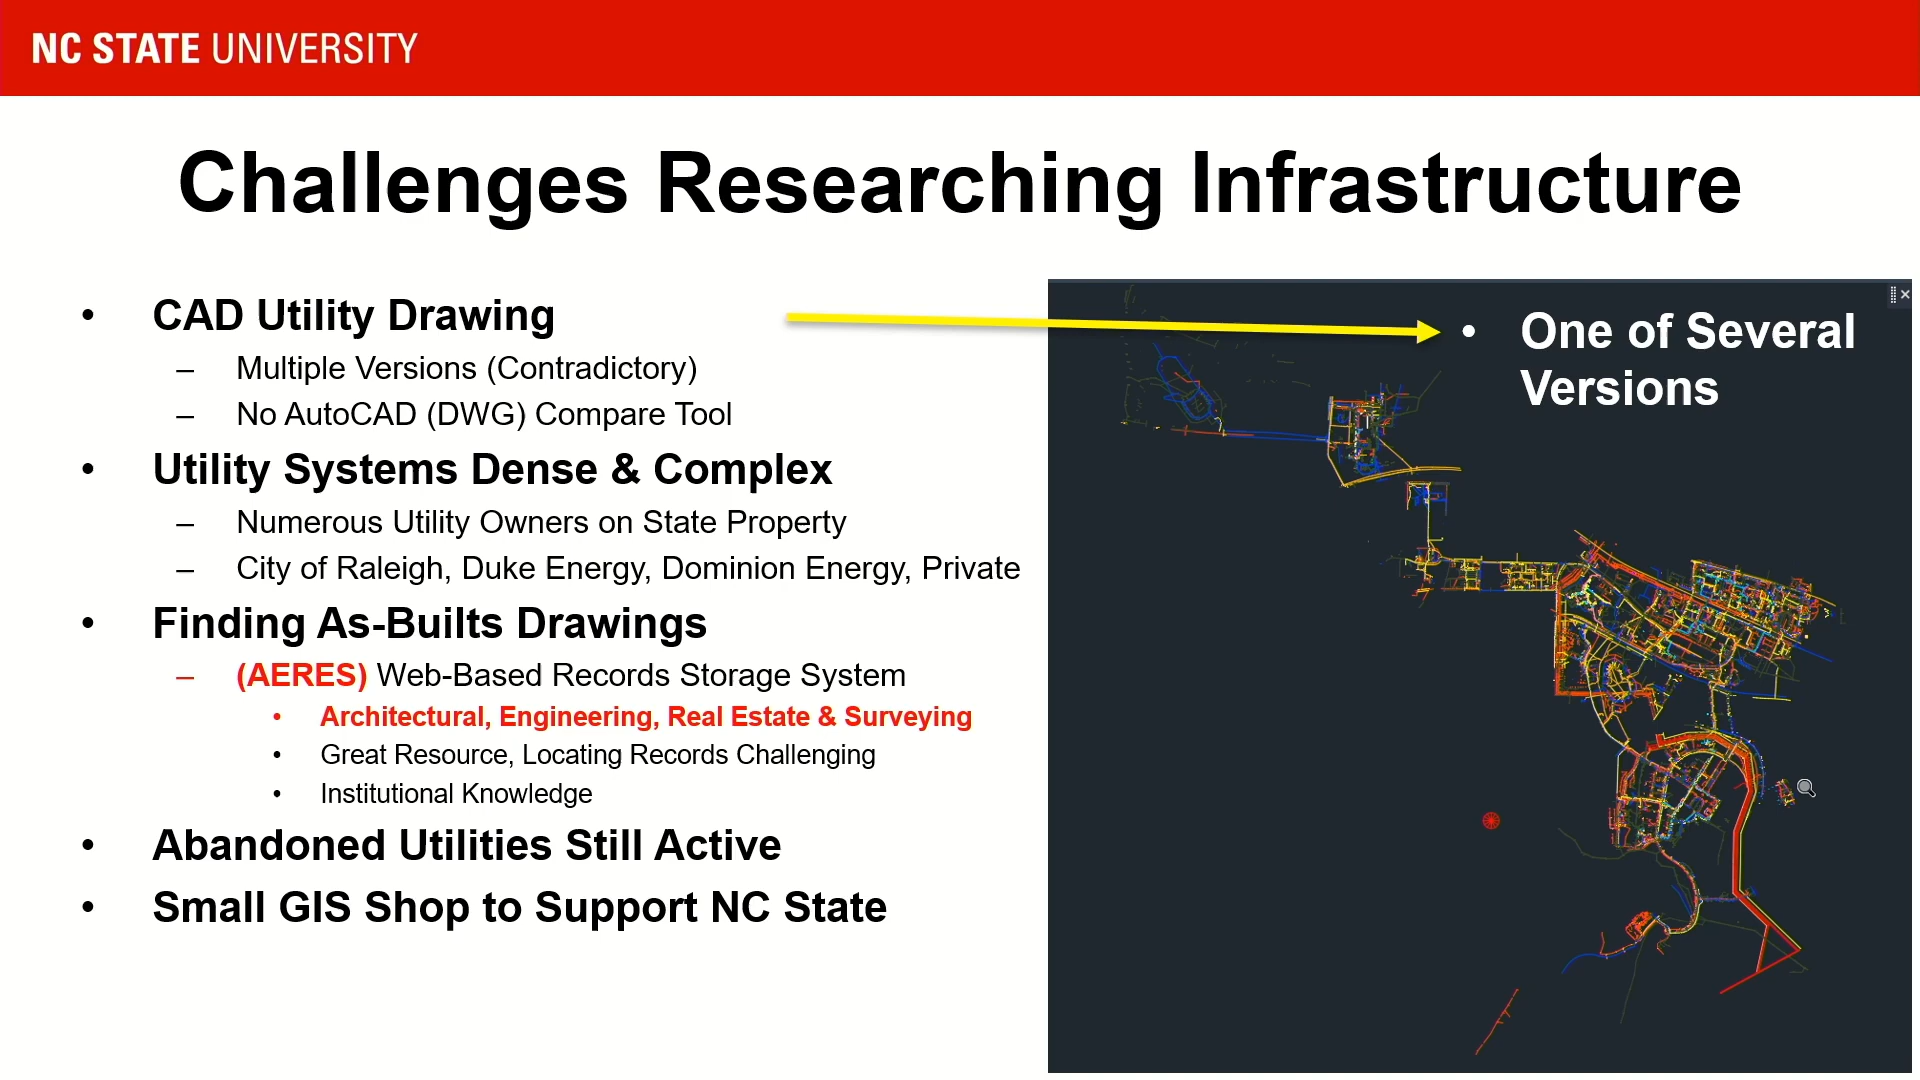 NC STATE UNIVERSITY
Challenges Researching Infrastructure
• CAD Utility Drawing
– Multiple Versions (Contradictory)
– No AutoCAD (DWG) Compare Tool
• Utility Systems Dense & Complex
– Numerous Utility Owners on State Property
– City of Raleigh, Duke Energy, Dominion Energy, Private
• Finding As-Builts Drawings
– (AERES) Web-Based Records Storage System
• Architectural, Engineering, Real Estate & Surveying
• Great Resource, Locating Records Challenging
• Institutional Knowledge
• Abandoned Utilities Still Active
• Small GIS Shop to Support NC State
• One of Several
Versions